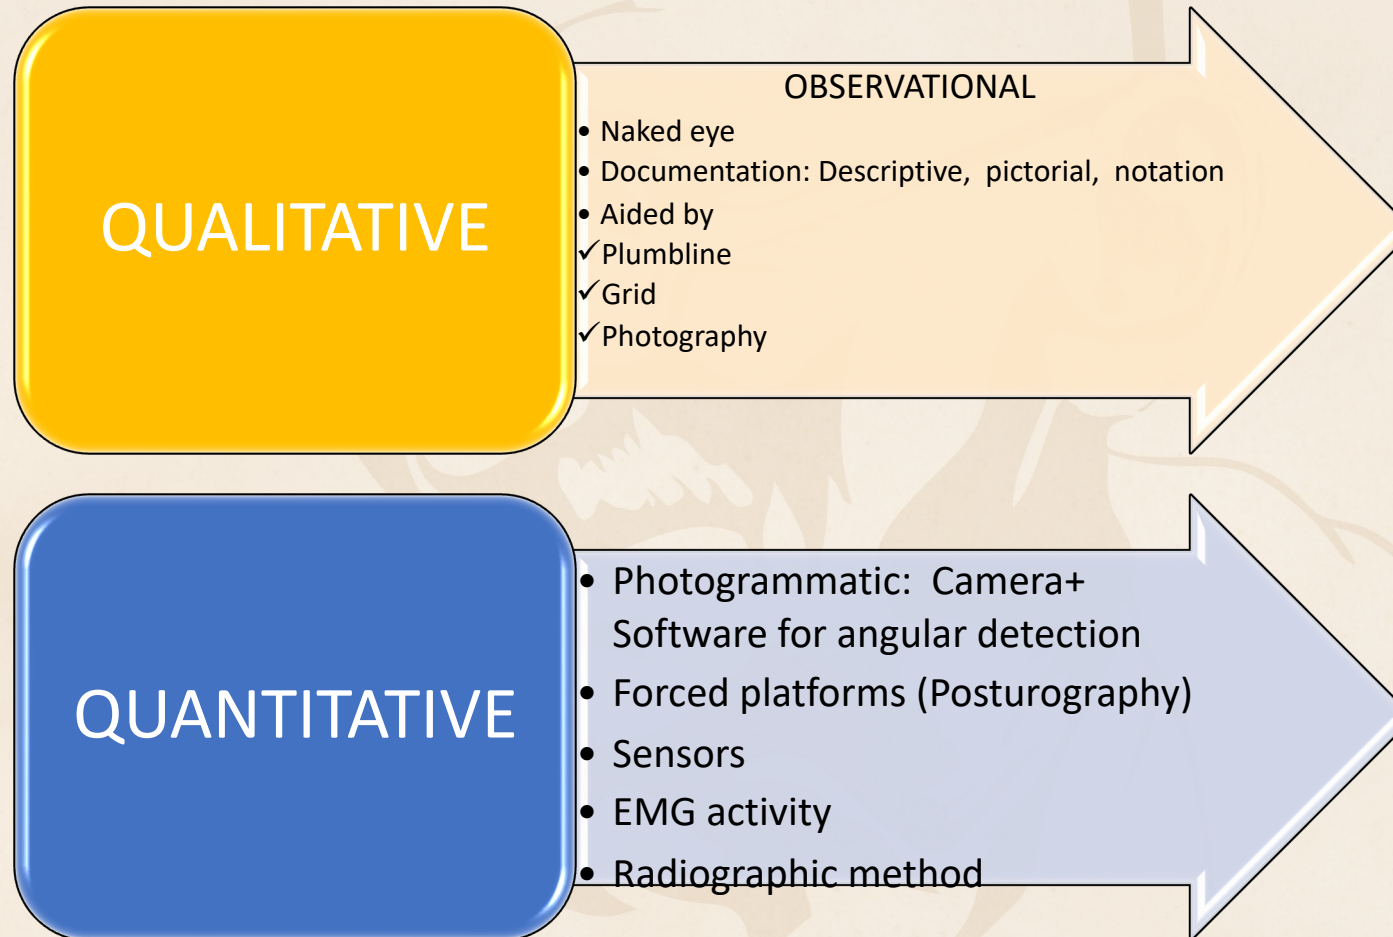 QUALITATIVE
OBSERVATIONAL
• Naked eye
• Documentation: Descriptive, pictorial, notation
• Aided by
✓Plumbline
✓Grid
✓Photography
QUANTITATIVE
• Photogrammatic: Camera+
Software for angular detection
• Forced platforms (Posturography)
• Sensors
• EMG activity
• Radiographic method